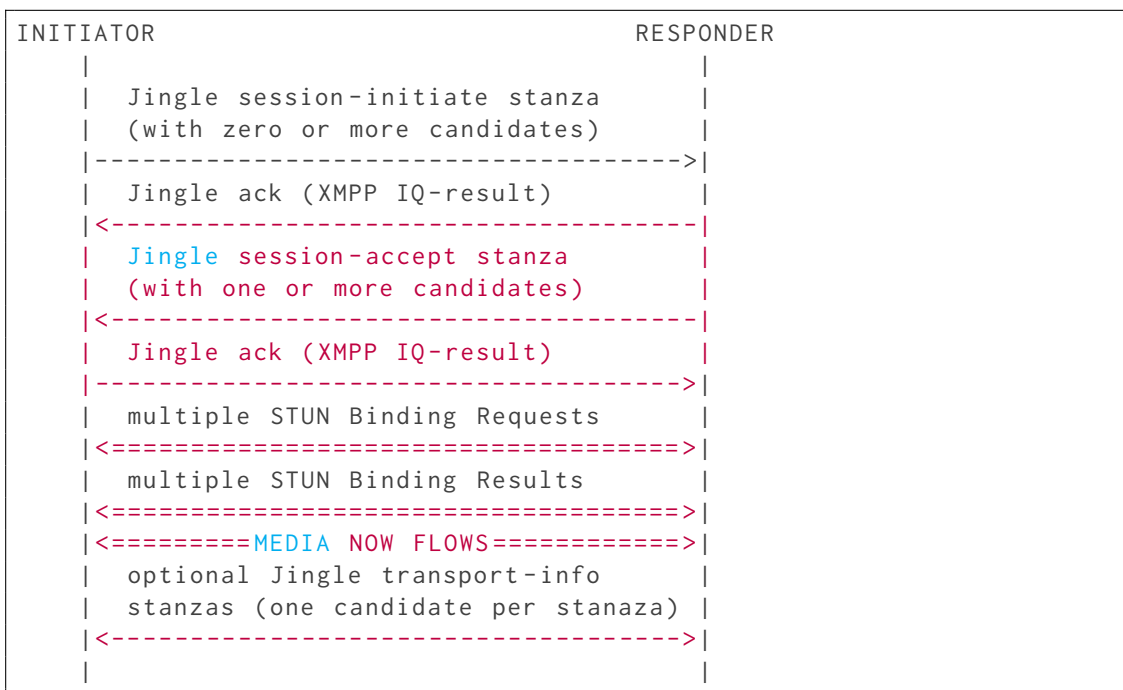 INITIATOR                            RESPONDER
    |                                     |
    |  Jingle session-initiate stanza     |
    |  (with zero or more candidates)     |
    |------------------------------------>|
    |  Jingle ack (XMPP IQ-result)        |
    |<------------------------------------|
    |  Jingle session-accept stanza       |
    |  (with one or more candidates)      |
    |<------------------------------------|
    |  Jingle ack (XMPP IQ-result)        |
    |------------------------------------>|
    |  multiple STUN Binding Requests     |
    |<===================================>|
    |  multiple STUN Binding Results      |
    |<===================================>|
    |<=========MEDIA NOW FLOWS============>|
    |  optional Jingle transport-info     |
    |  stanzas (one candidate per stanaza) |
    |<----------------------------------->|
    |                                     |